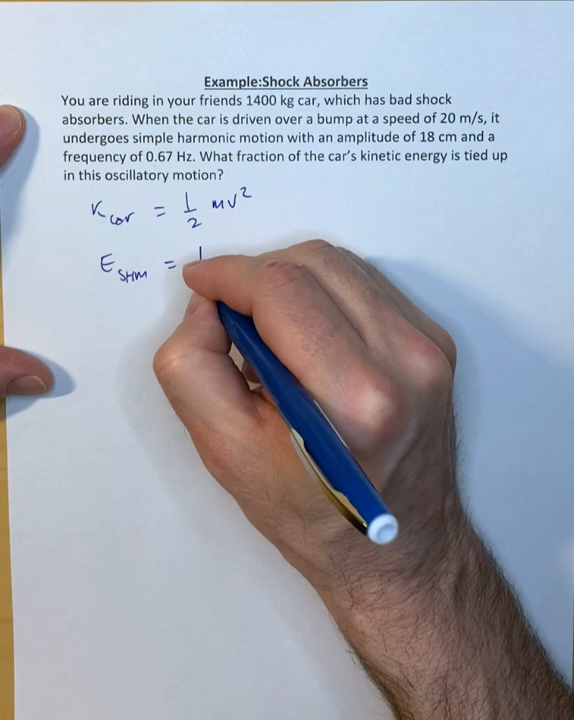 Example:Shock Absorbers
You are riding in your friends 1400 kg car, which has bad shock
absorbers. When the car is driven over a bump at a speed of 20 m/s, it
undergoes simple harmonic motion with an amplitude of 18 cm and a
frequency of 0.67 Hz. What fraction of the car's kinetic energy is tied up
in this oscillatory motion?
K car = 1/2 mv²
E SHM = 1